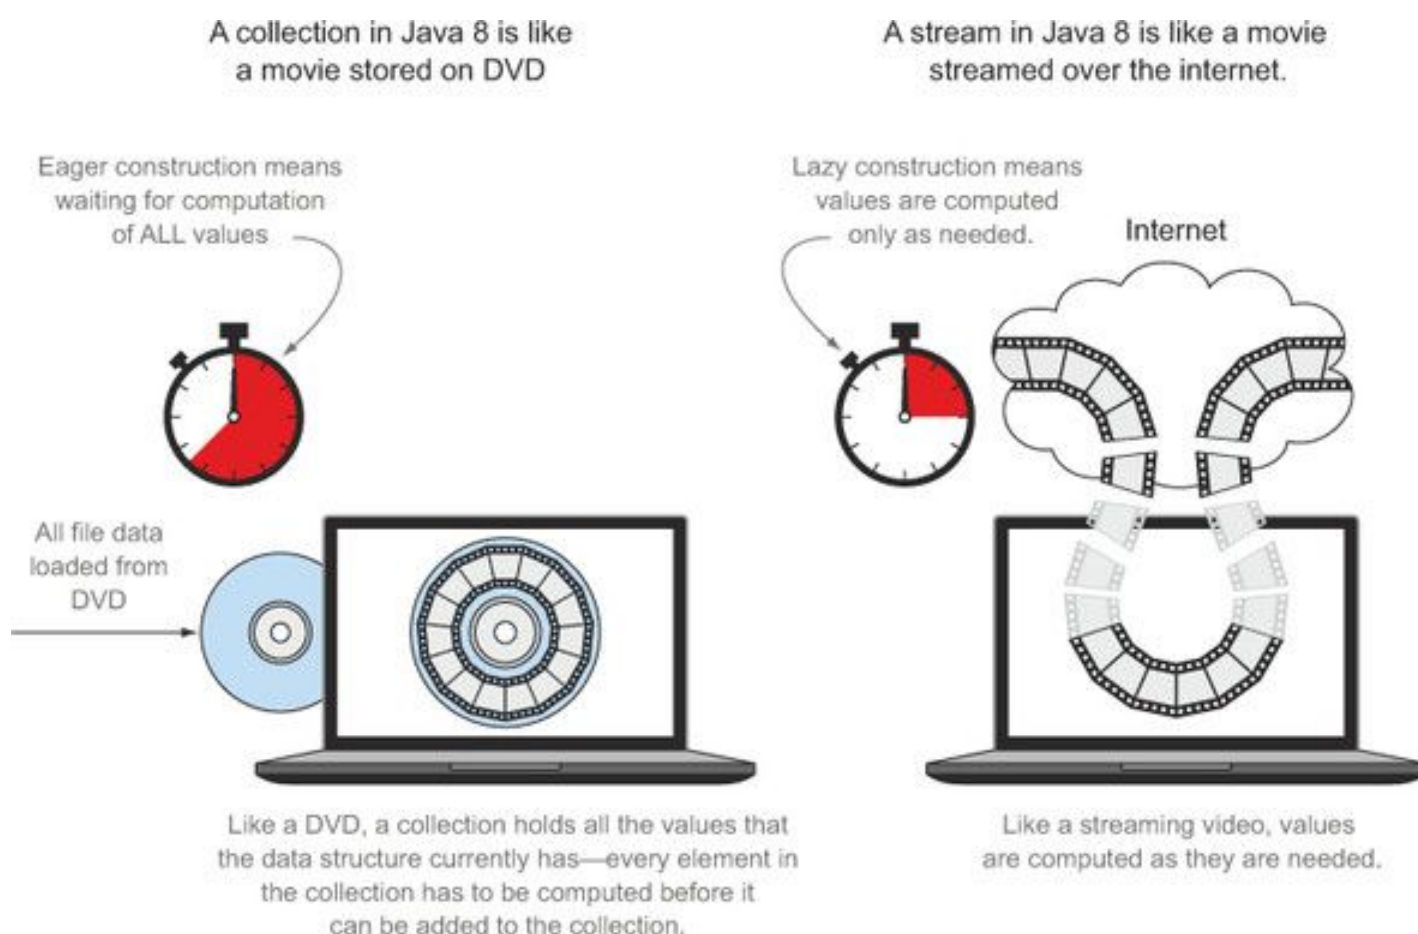 A collection in Java 8 is like
a movie stored on DVD
A stream in Java 8 is like a movie
streamed over the internet.
Eager construction means
waiting for computation
of ALL values
Lazy construction means
values are computed
only as needed.
Internet
All file data
loaded from
DVD
Like a DVD, a collection holds all the values that
the data structure currently has—every element in
the collection has to be computed before it
can be added to the collection.
Like a streaming video, values
are computed as they are needed.